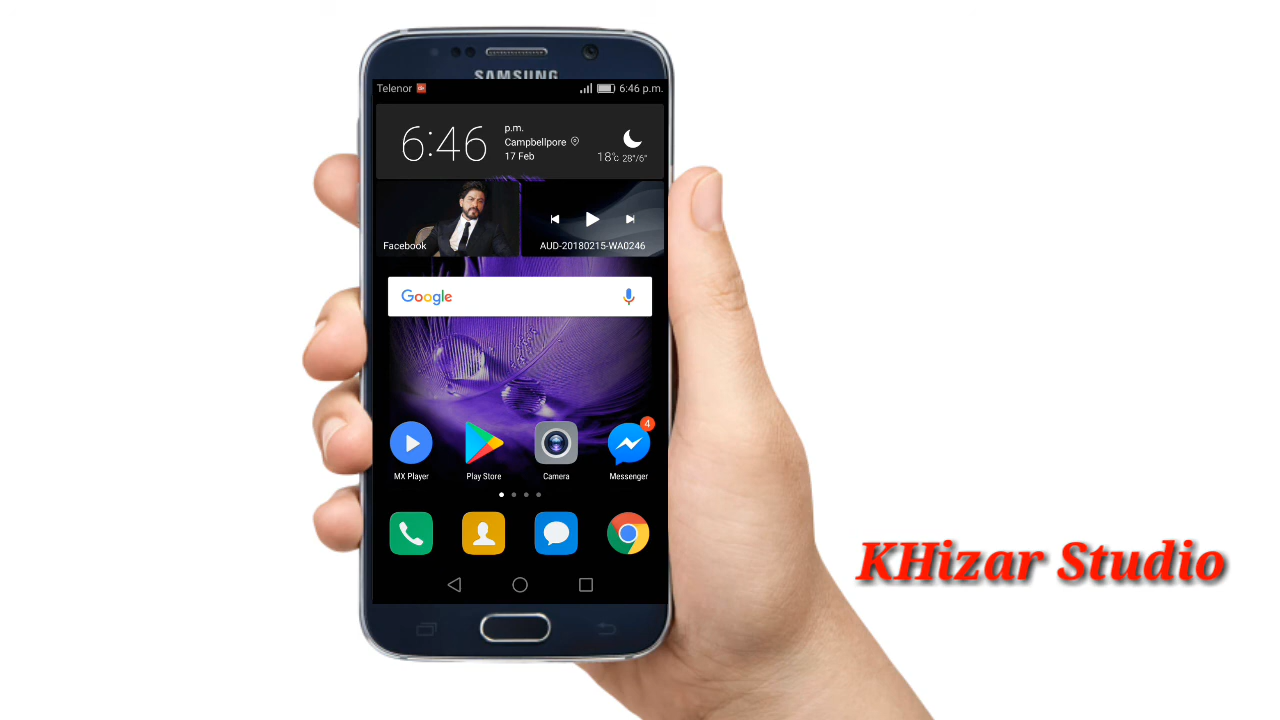 SAMSUNG
Telenor 6:46 p.m.
6:46
p.m.
Campbellpore
17 Feb
18°c 28°/6°
Facebook
AUD-20180215-WA0246
Google
4
MX Player Play Store Camera Messenger
KHizar Studio